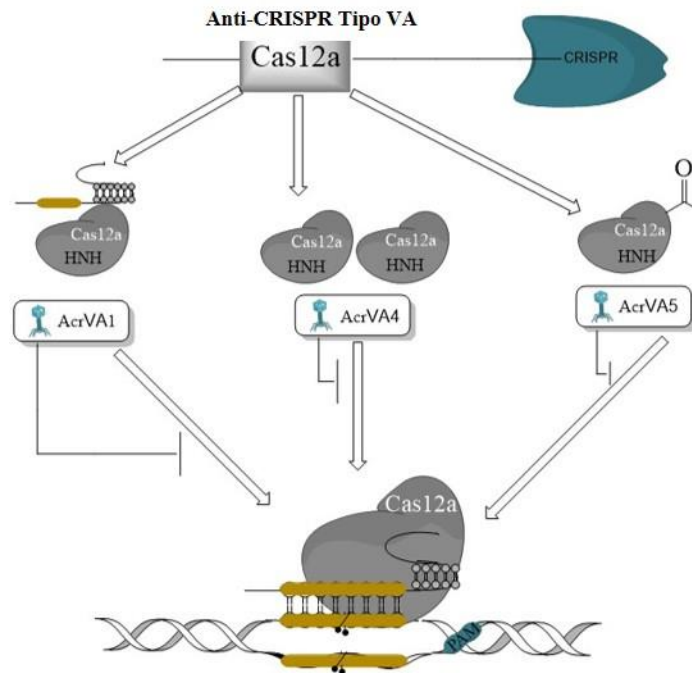 Anti-CRISPR Tipo VA
Cas12a
CRISPR
O
Cas12a
HNH
Cas12a
HNH
Cas12a
HNH
Cas12a
HNH
AcrVA1
AcrVA4
AcrVA5
Cas12a
PAM